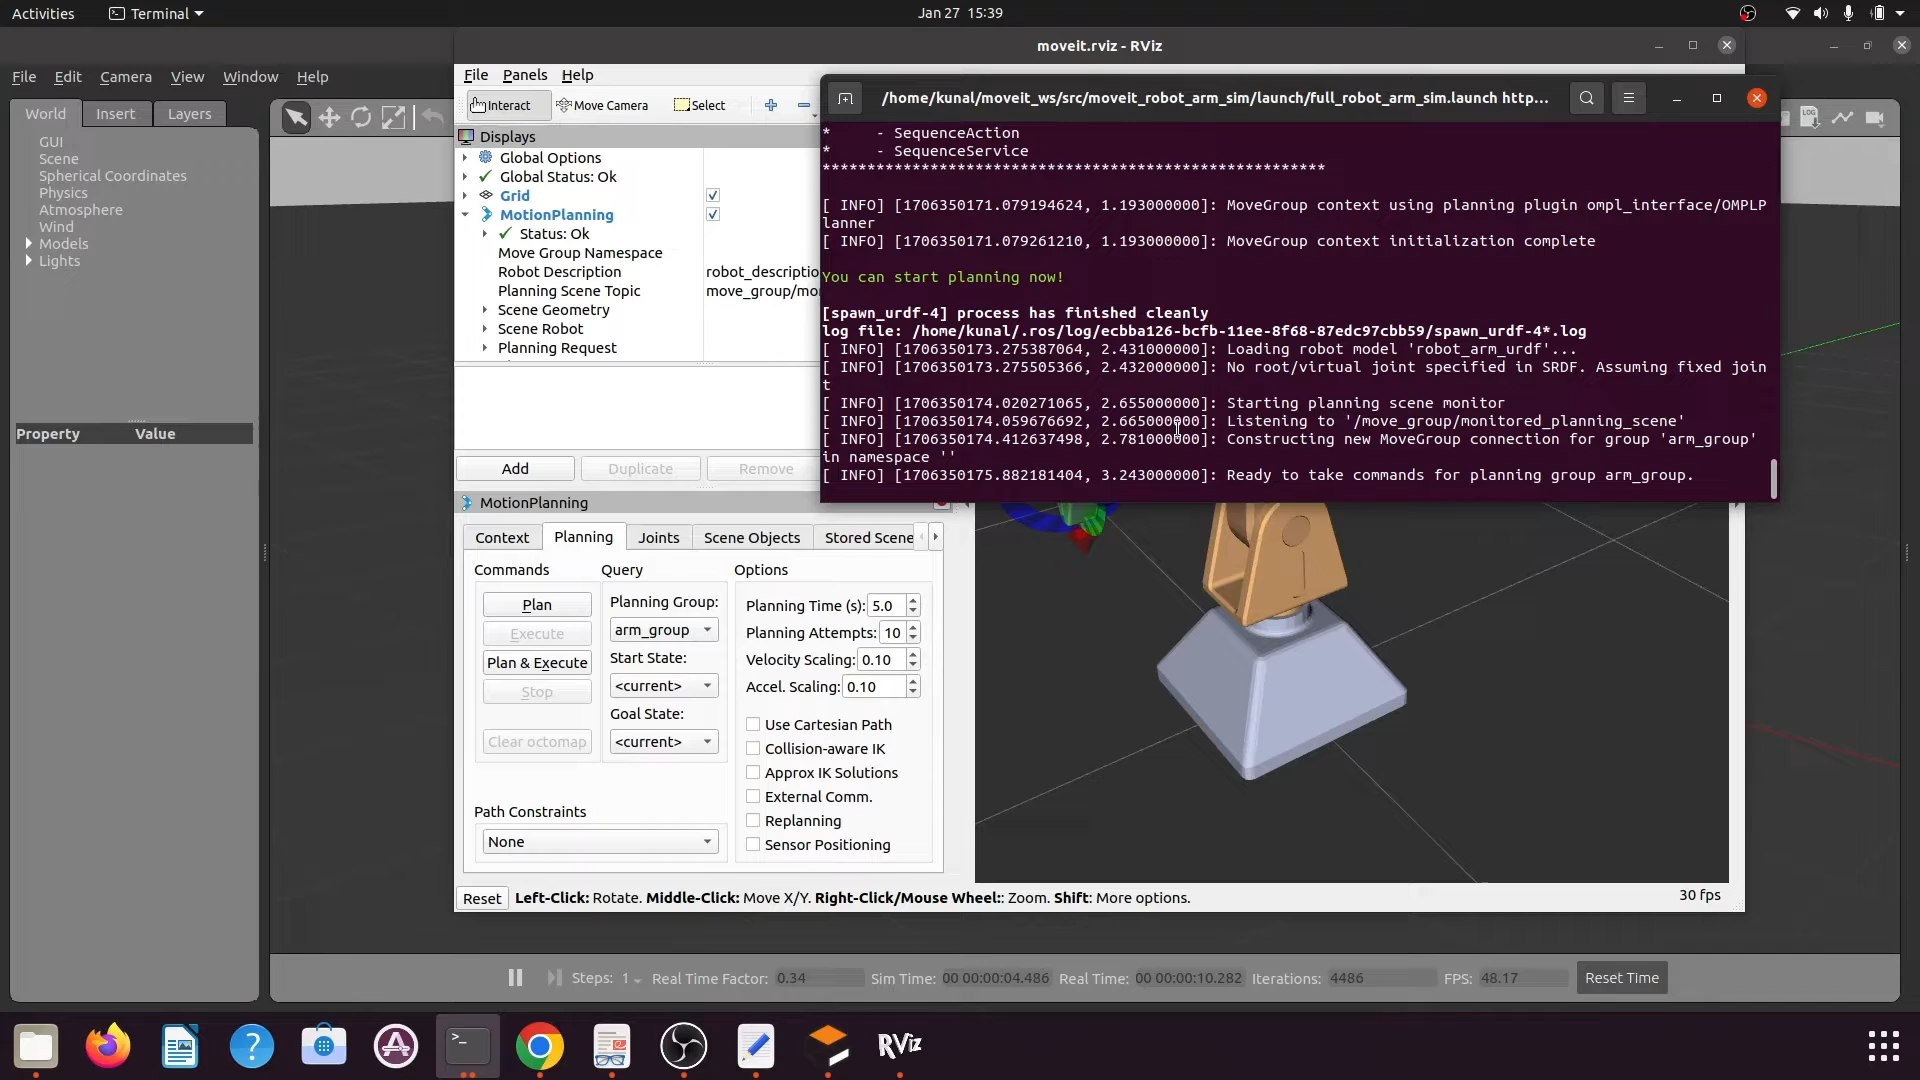 Activities
Terminal
Jan 27 15:39
moveit.rviz - RViz
File Edit Camera View Window Help
World Insert Layers
GUI
Scene
Spherical Coordinates
Physics
Atmosphere
Wind
Models
Lights
Property Value
File Panels Help
Interact Move Camera Select
Displays
Global Options
Global Status: Ok
Grid
MotionPlanning
Status: Ok
Move Group Namespace
Robot Description robot_descriptio
Planning Scene Topic move_group/mo
Scene Geometry
Scene Robot
Planning Request
Add Duplicate Remove
/home/kunal/moveit_ws/src/moveit_robot_arm_sim/launch/full_robot_arm_sim.launch http...
*     - SequenceAction
*     - SequenceService
********************************************************
[ INFO] [1706350171.079194624, 1.193000000]: MoveGroup context using planning plugin ompl_interface/OMPLP
lanner
[ INFO] [1706350171.079261210, 1.193000000]: MoveGroup context initialization complete
You can start planning now!
[spawn_urdf-4] process has finished cleanly
log file: /home/kunal/.ros/log/ecbba126-bcfb-11ee-8f68-87edc97cbb59/spawn_urdf-4*.log
[ INFO] [1706350173.275387064, 2.431000000]: Loading robot model 'robot_arm_urdf'...
[ INFO] [1706350173.275505366, 2.432000000]: No root/virtual joint specified in SRDF. Assuming fixed join
t
[ INFO] [1706350174.020271065, 2.655000000]: Starting planning scene monitor
[ INFO] [1706350174.059676692, 2.665000000]: Listening to '/move_group/monitored_planning_scene'
[ INFO] [1706350174.412637498, 2.781000000]: Constructing new MoveGroup connection for group 'arm_group'
in namespace ''
[ INFO] [1706350175.882181404, 3.243000000]: Ready to take commands for planning group arm_group.
MotionPlanning
Context Planning Joints Scene Objects Stored Scene
Commands Query Options
Plan
Execute
Plan & Execute
Stop
Clear octomap
Planning Group:
arm_group
Start State:
<current>
Goal State:
<current>
Planning Time (s): 5.0
Planning Attempts: 10
Velocity Scaling: 0.10
Accel. Scaling: 0.10
Use Cartesian Path
Collision-aware IK
Approx IK Solutions
External Comm.
Replanning
Sensor Positioning
Path Constraints
None
Reset Left-Click: Rotate. Middle-Click: Move X/Y. Right-Click/Mouse Wheel:: Zoom. Shift: More options. 30 fps
Steps: 1 Real Time Factor: 0.34 Sim Time: 00 00:00:04.486 Real Time: 00 00:00:10.282 Iterations: 4486 FPS: 48.17 Reset Time
LOG
RViz